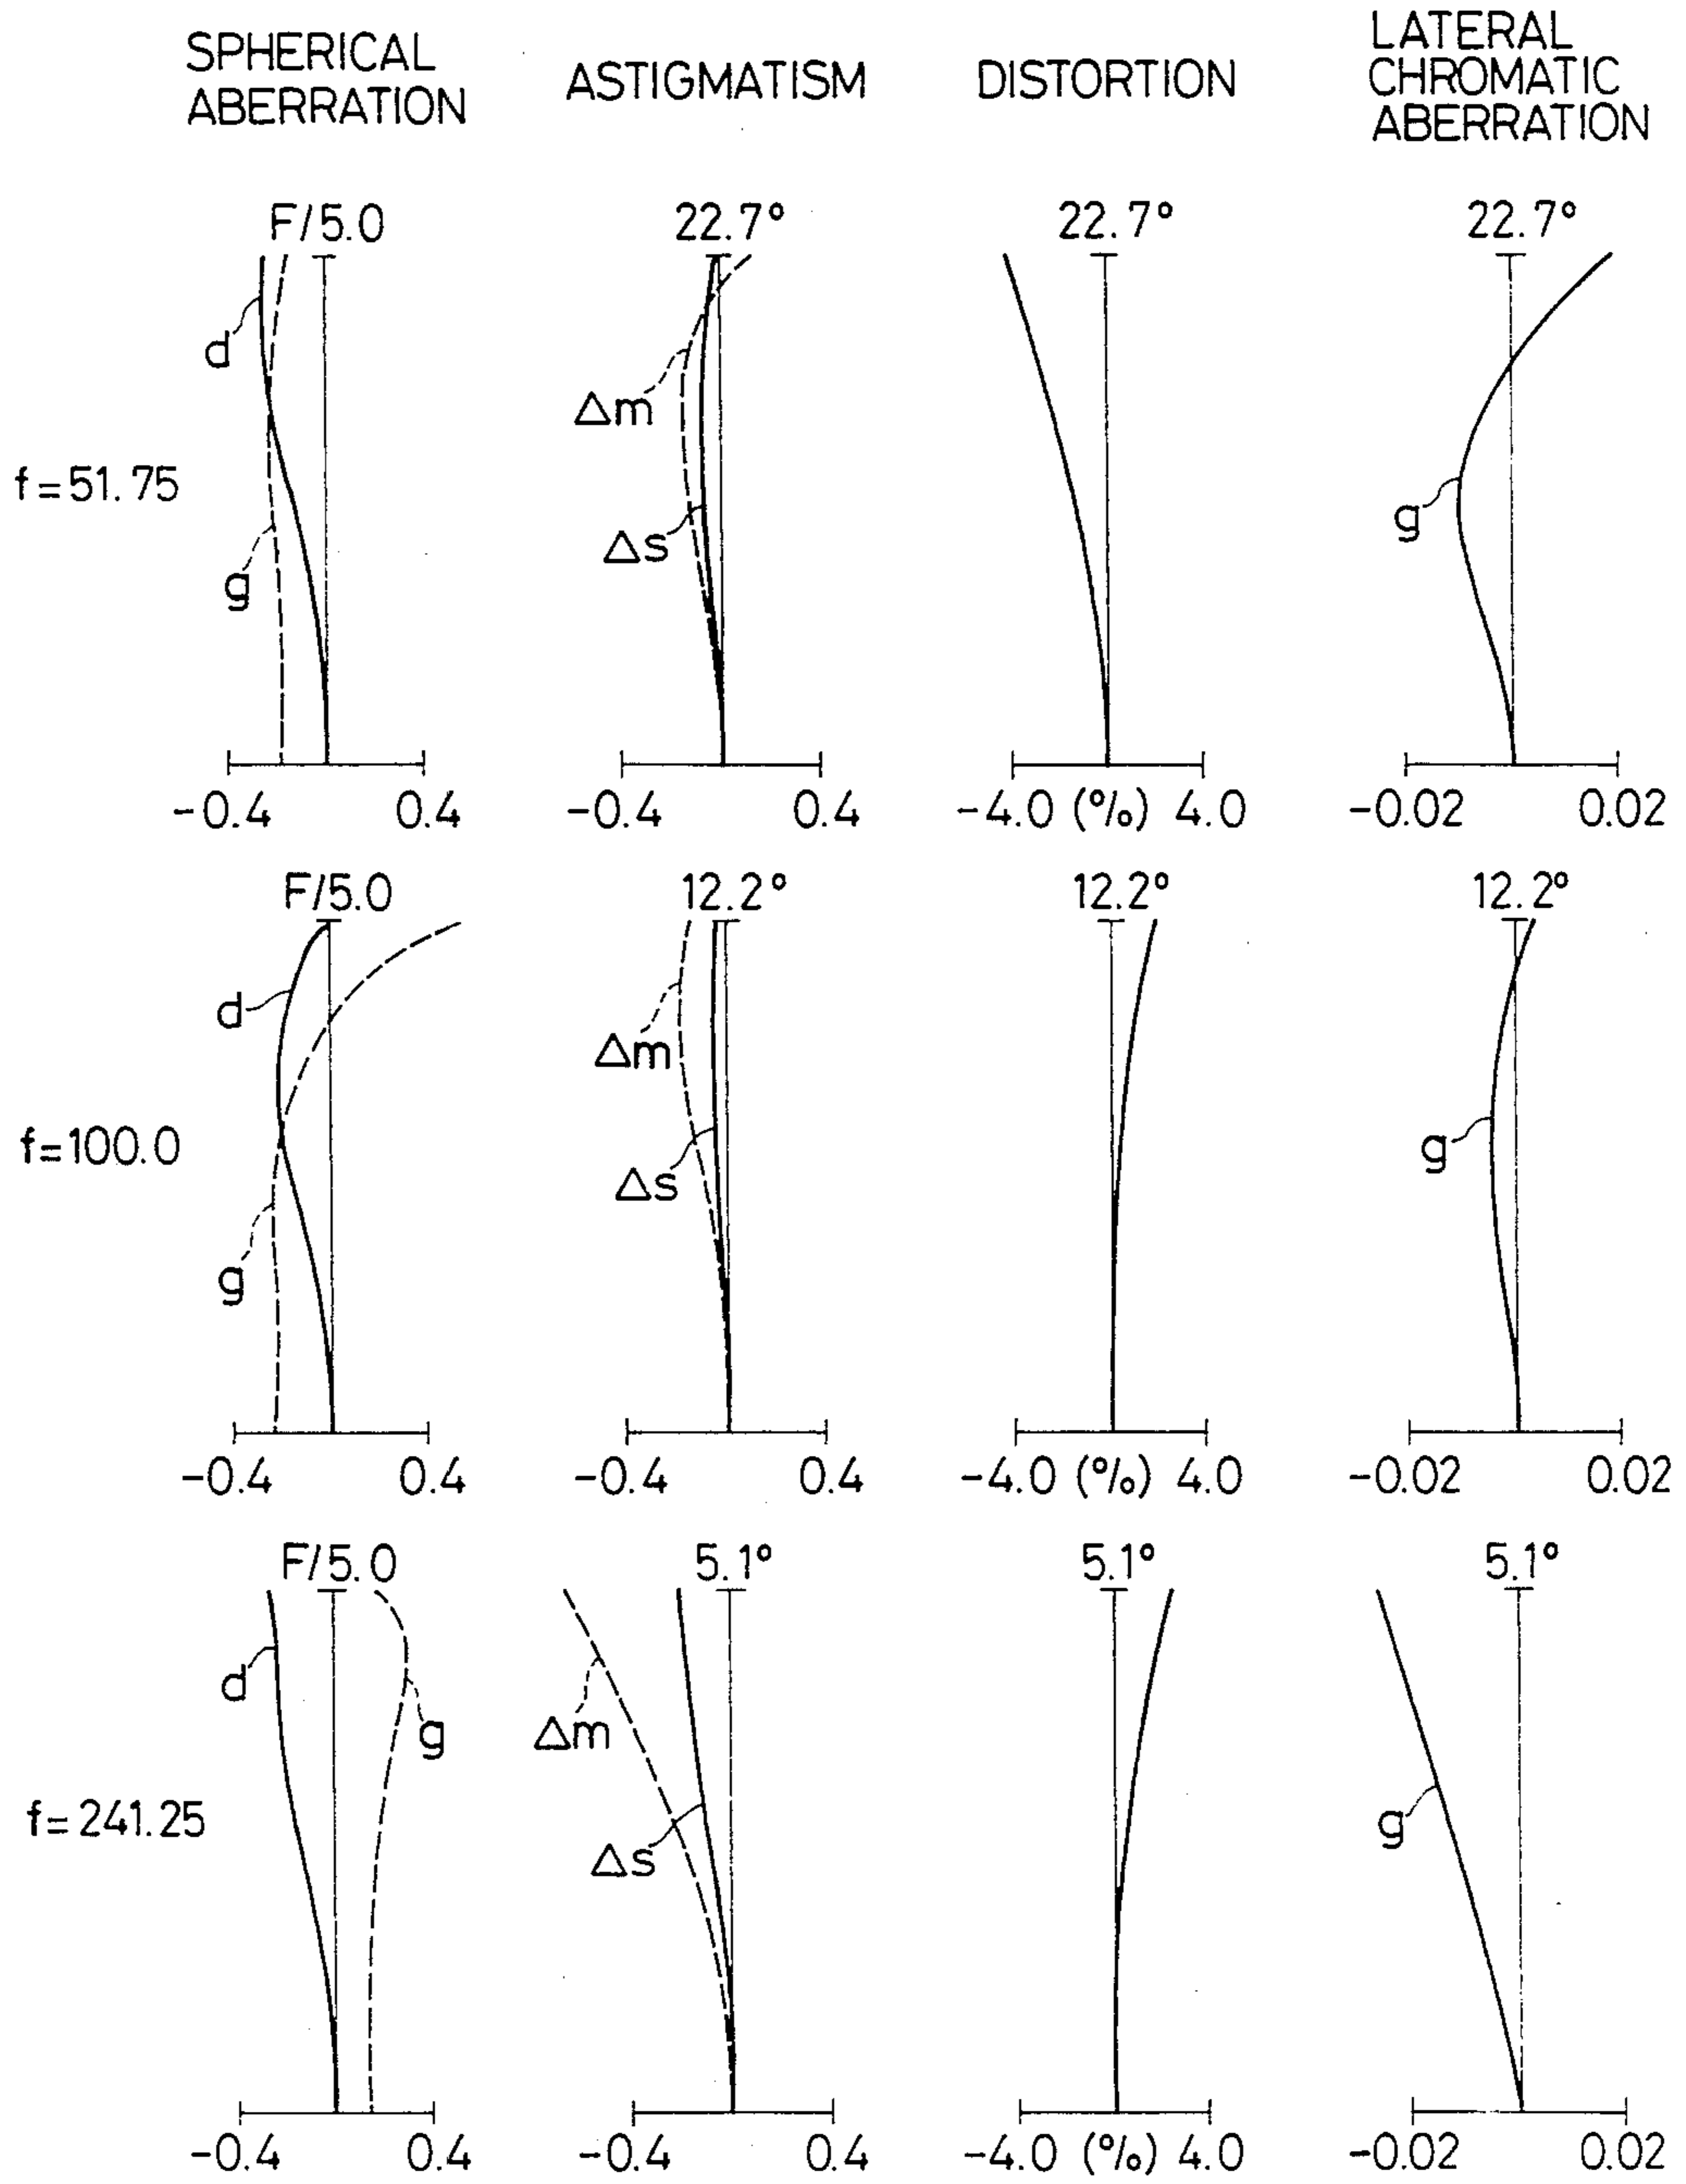 SPHERICAL
ABERRATION
ASTIGMATISM
DISTORTION
LATERAL
CHROMATIC
ABERRATION
f=51.75
F/5.0
d
g
-0.4
0.4
22.7°
Δm
Δs
-0.4
0.4
22.7°
-4.0 (%) 4.0
22.7°
g
-0.02
0.02
f=100.0
F/5.0
d
g
-0.4
0.4
12.2°
Δm
Δs
-0.4
0.4
12.2°
-4.0 (%) 4.0
12.2°
g
-0.02
0.02
f=241.25
F/5.0
d
g
-0.4
0.4
5.1°
Δm
Δs
-0.4
0.4
5.1°
-4.0 (%) 4.0
5.1°
g
-0.02
0.02